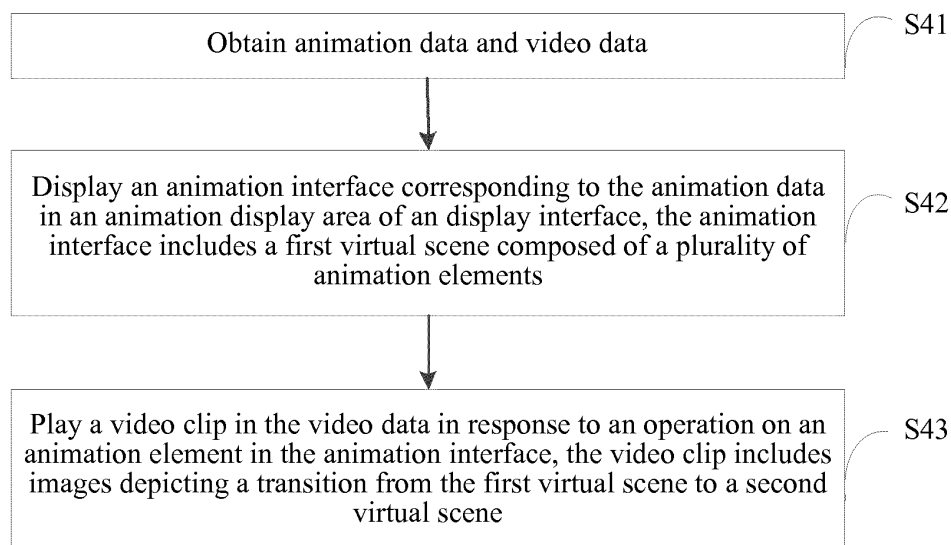 Obtain animation data and video data
S41
Display an animation interface corresponding to the animation data
in an animation display area of an display interface, the animation
interface includes a first virtual scene composed of a plurality of
animation elements
S42
Play a video clip in the video data in response to an operation on an
animation element in the animation interface, the video clip includes
images depicting a transition from the first virtual scene to a second
virtual scene
S43